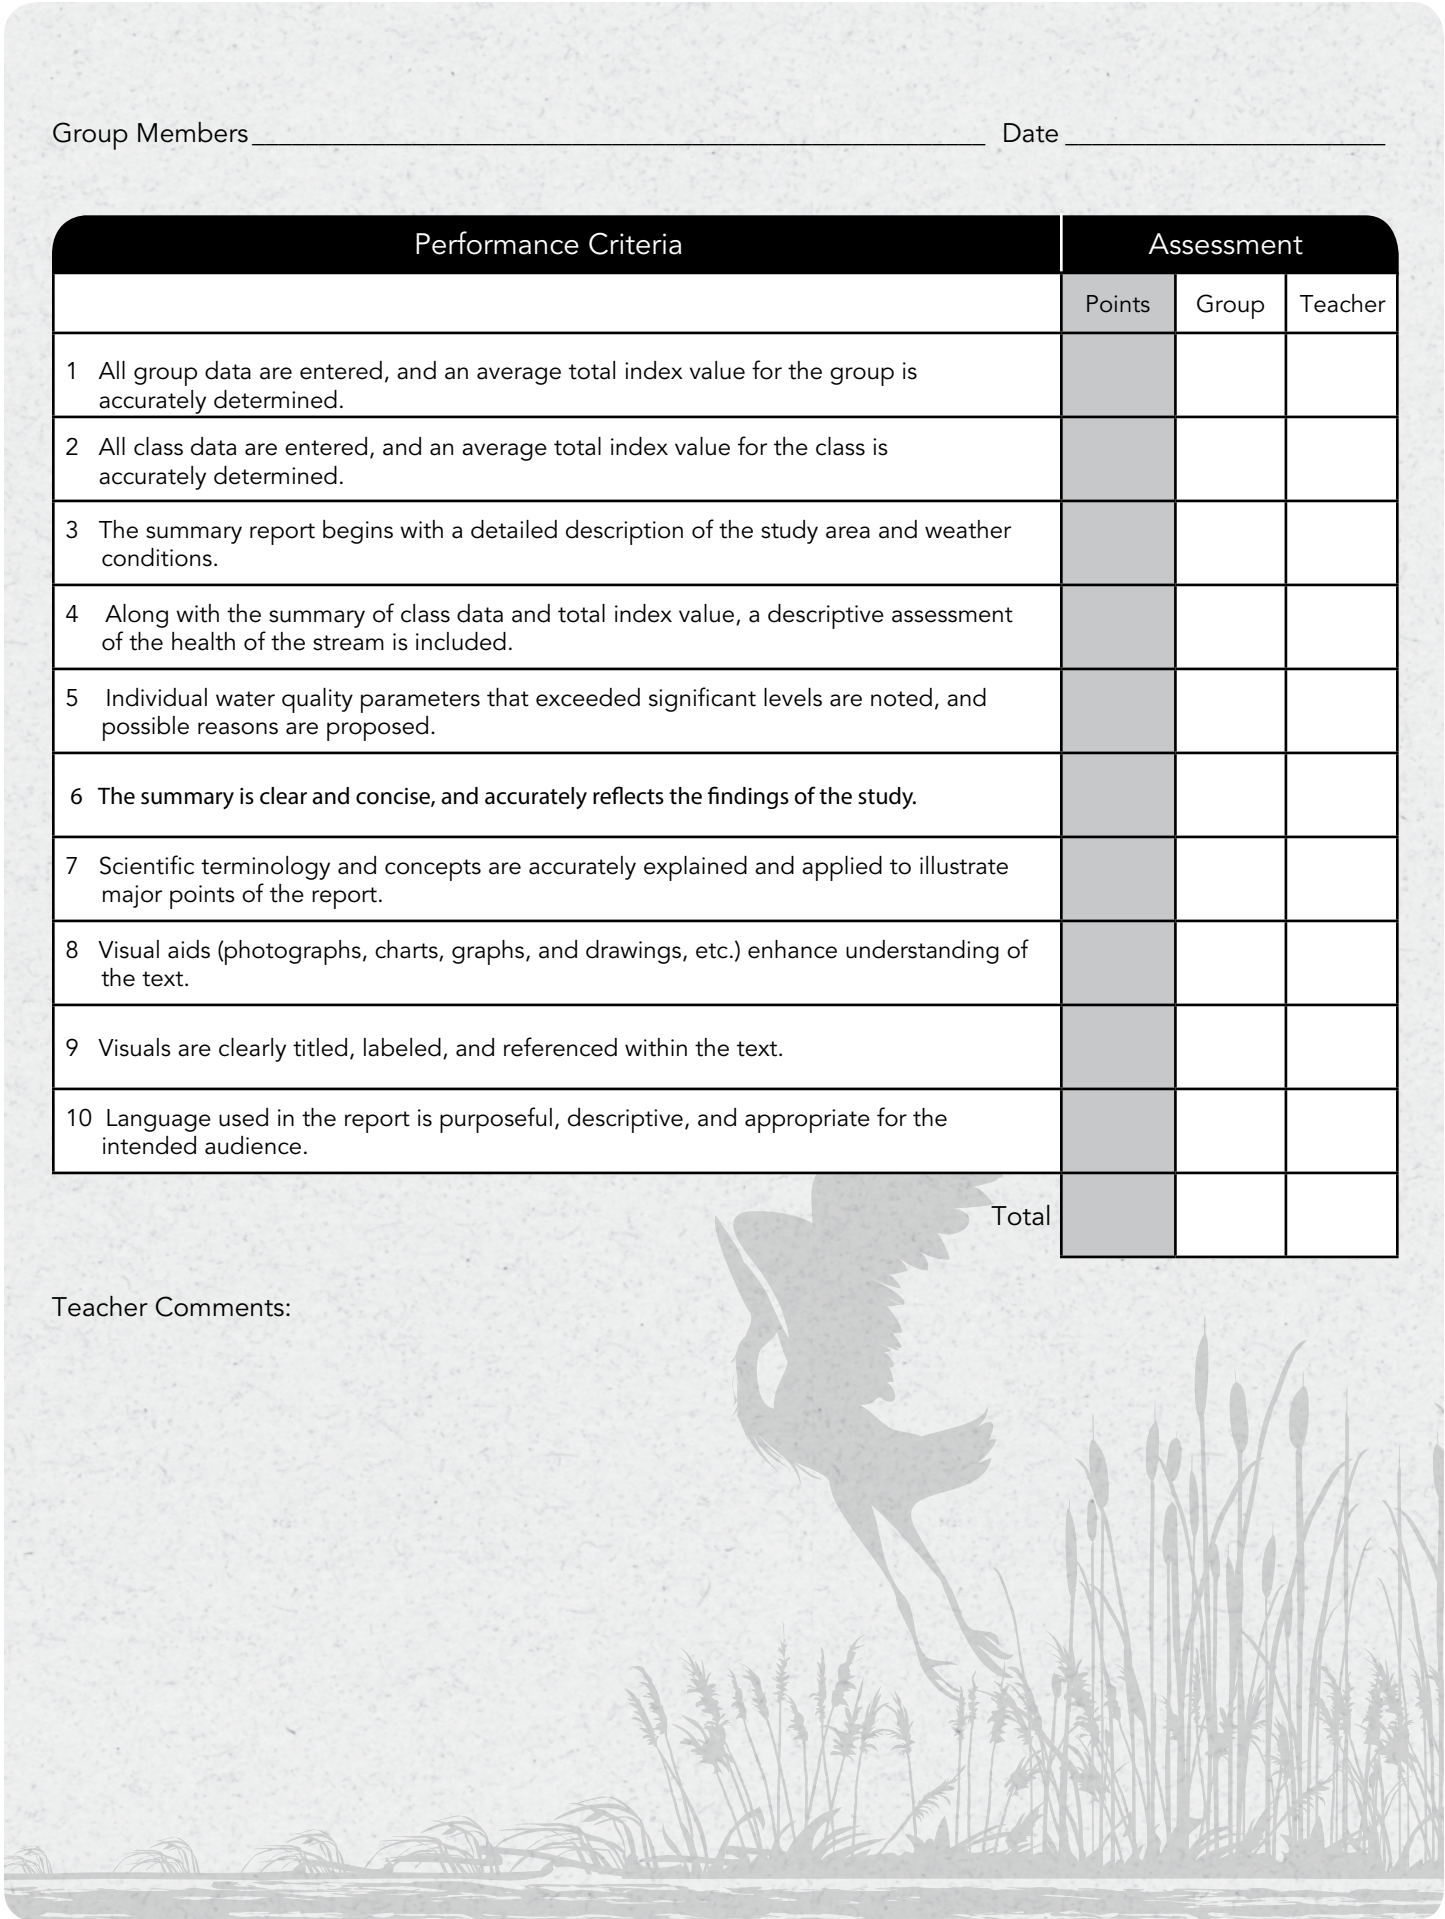 Group Members Date
Performance Criteria Assessment
Points Group Teacher
1 All group data are entered, and an average total index value for the group is
accurately determined.
2 All class data are entered, and an average total index value for the class is
accurately determined.
3 The summary report begins with a detailed description of the study area and weather
conditions.
4 Along with the summary of class data and total index value, a descriptive assessment
of the health of the stream is included.
5 Individual water quality parameters that exceeded significant levels are noted, and
possible reasons are proposed.
6 The summary is clear and concise, and accurately reflects the findings of the study.
7 Scientific terminology and concepts are accurately explained and applied to illustrate
major points of the report.
8 Visual aids (photographs, charts, graphs, and drawings, etc.) enhance understanding of
the text.
9 Visuals are clearly titled, labeled, and referenced within the text.
10 Language used in the report is purposeful, descriptive, and appropriate for the
intended audience.
Total
Teacher Comments: